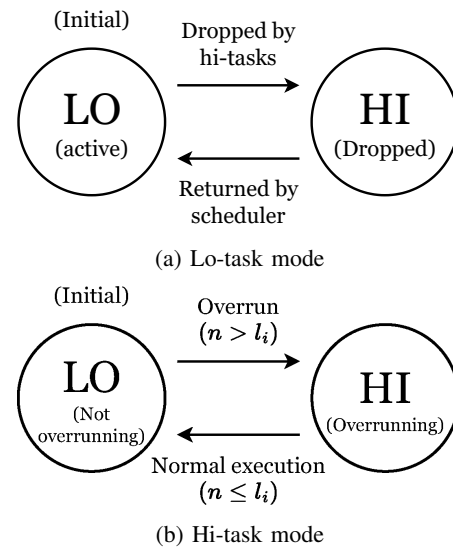 (Initial)
Dropped by
hi-tasks
LO
(active)
HI
(Dropped)
Returned by
scheduler
(a) Lo-task mode
(Initial)
Overrun
(n > l_i)
LO
(Not
overrunning)
HI
(Overrunning)
Normal execution
(n ≤ l_i)
(b) Hi-task mode